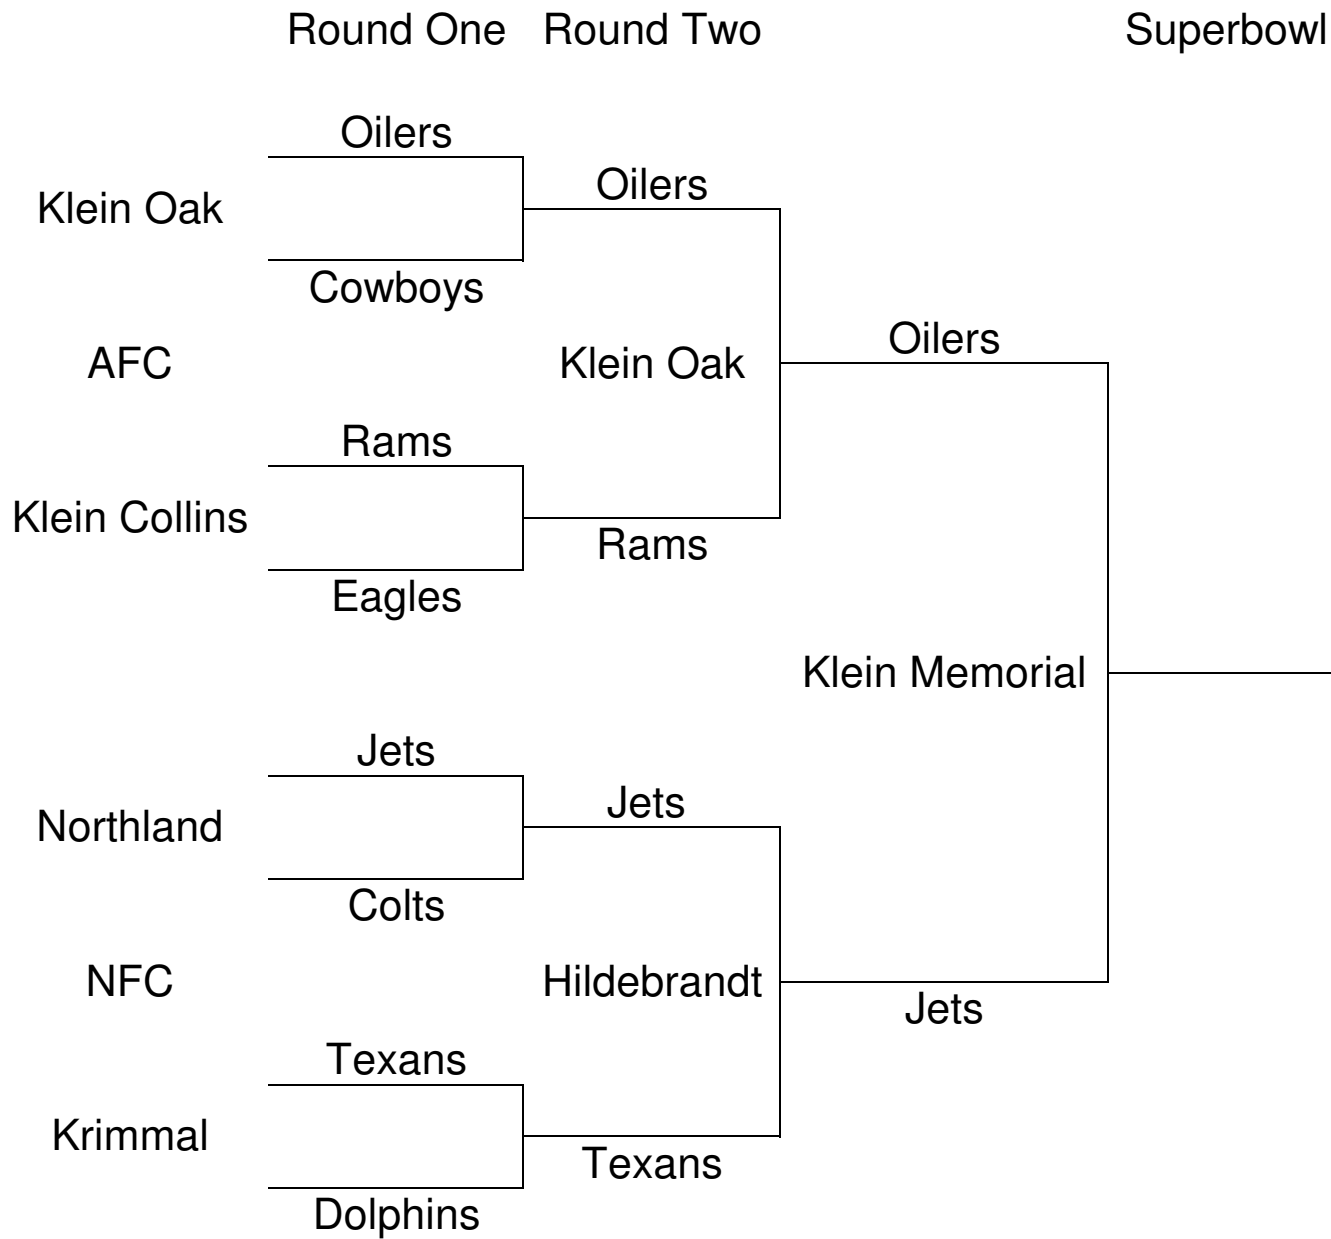 Round One Round Two Superbowl
Oilers
Oilers
Klein Oak
Cowboys
Oilers
AFC Klein Oak
Rams
Klein Collins
Rams
Eagles
Klein Memorial
Jets
Jets
Northland
Colts
NFC Hildebrandt
Jets
Texans
Krimmal
Texans
Dolphins